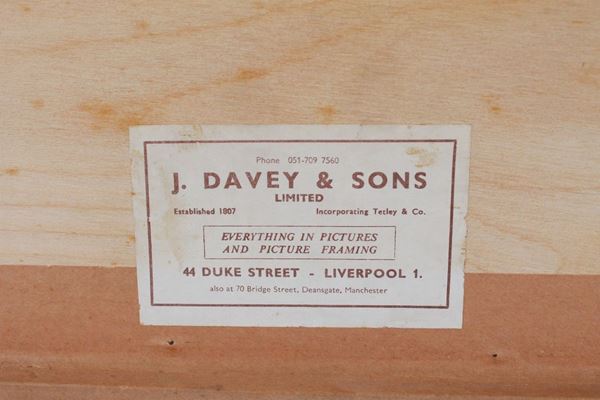 Phone 051-709 7560
J. DAVEY & SONS
LIMITED
Established 1807 Incorporating Tetley & Co.
EVERYTHING IN PICTURES
AND PICTURE FRAMING
44 DUKE STREET - LIVERPOOL 1.
also at 70 Bridge Street, Deansgate, Manchester